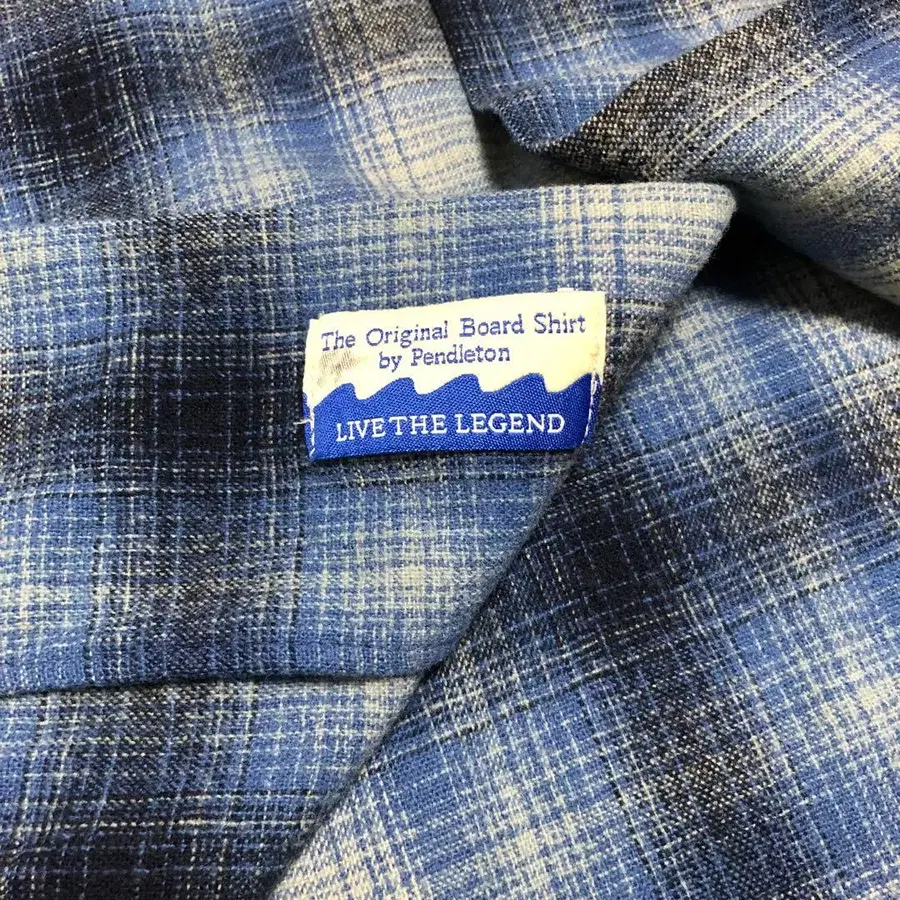 The Original Board Shirt
by Pendleton
LIVE THE LEGEND